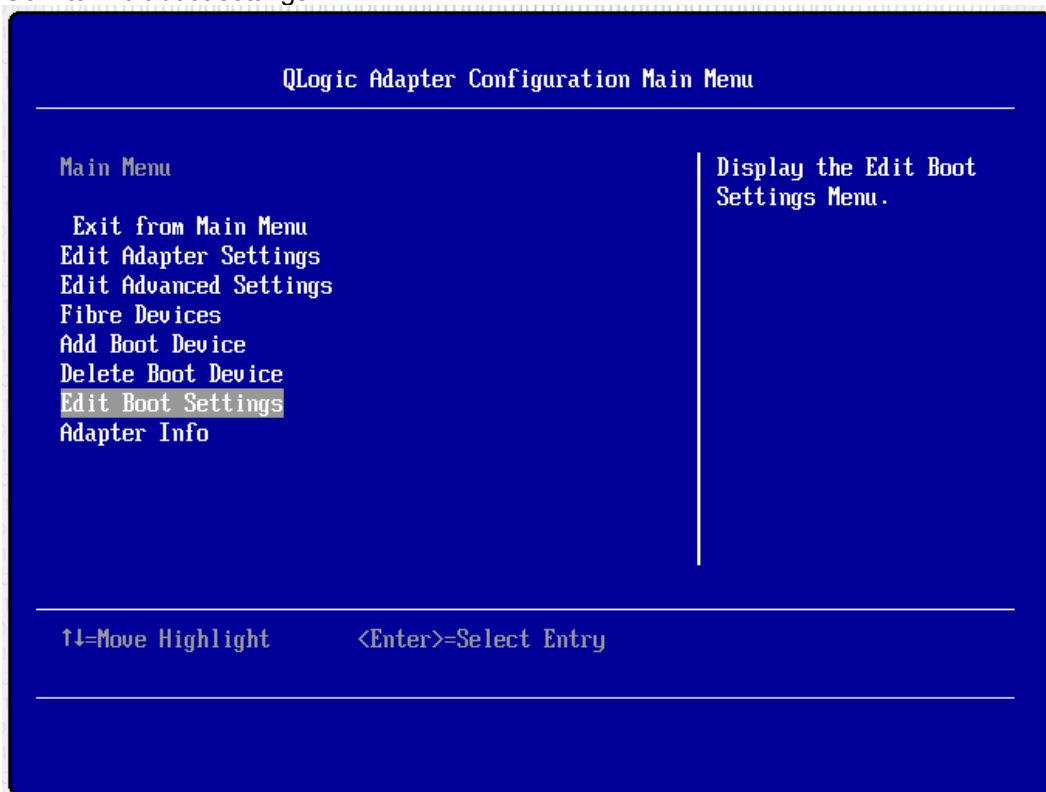 QLogic Adapter Configuration Main Menu
Main Menu
Exit from Main Menu
Edit Adapter Settings
Edit Advanced Settings
Fibre Devices
Add Boot Device
Delete Boot Device
Edit Boot Settings
Adapter Info
Display the Edit Boot
Settings Menu.
↑↓=Move Highlight <Enter>=Select Entry